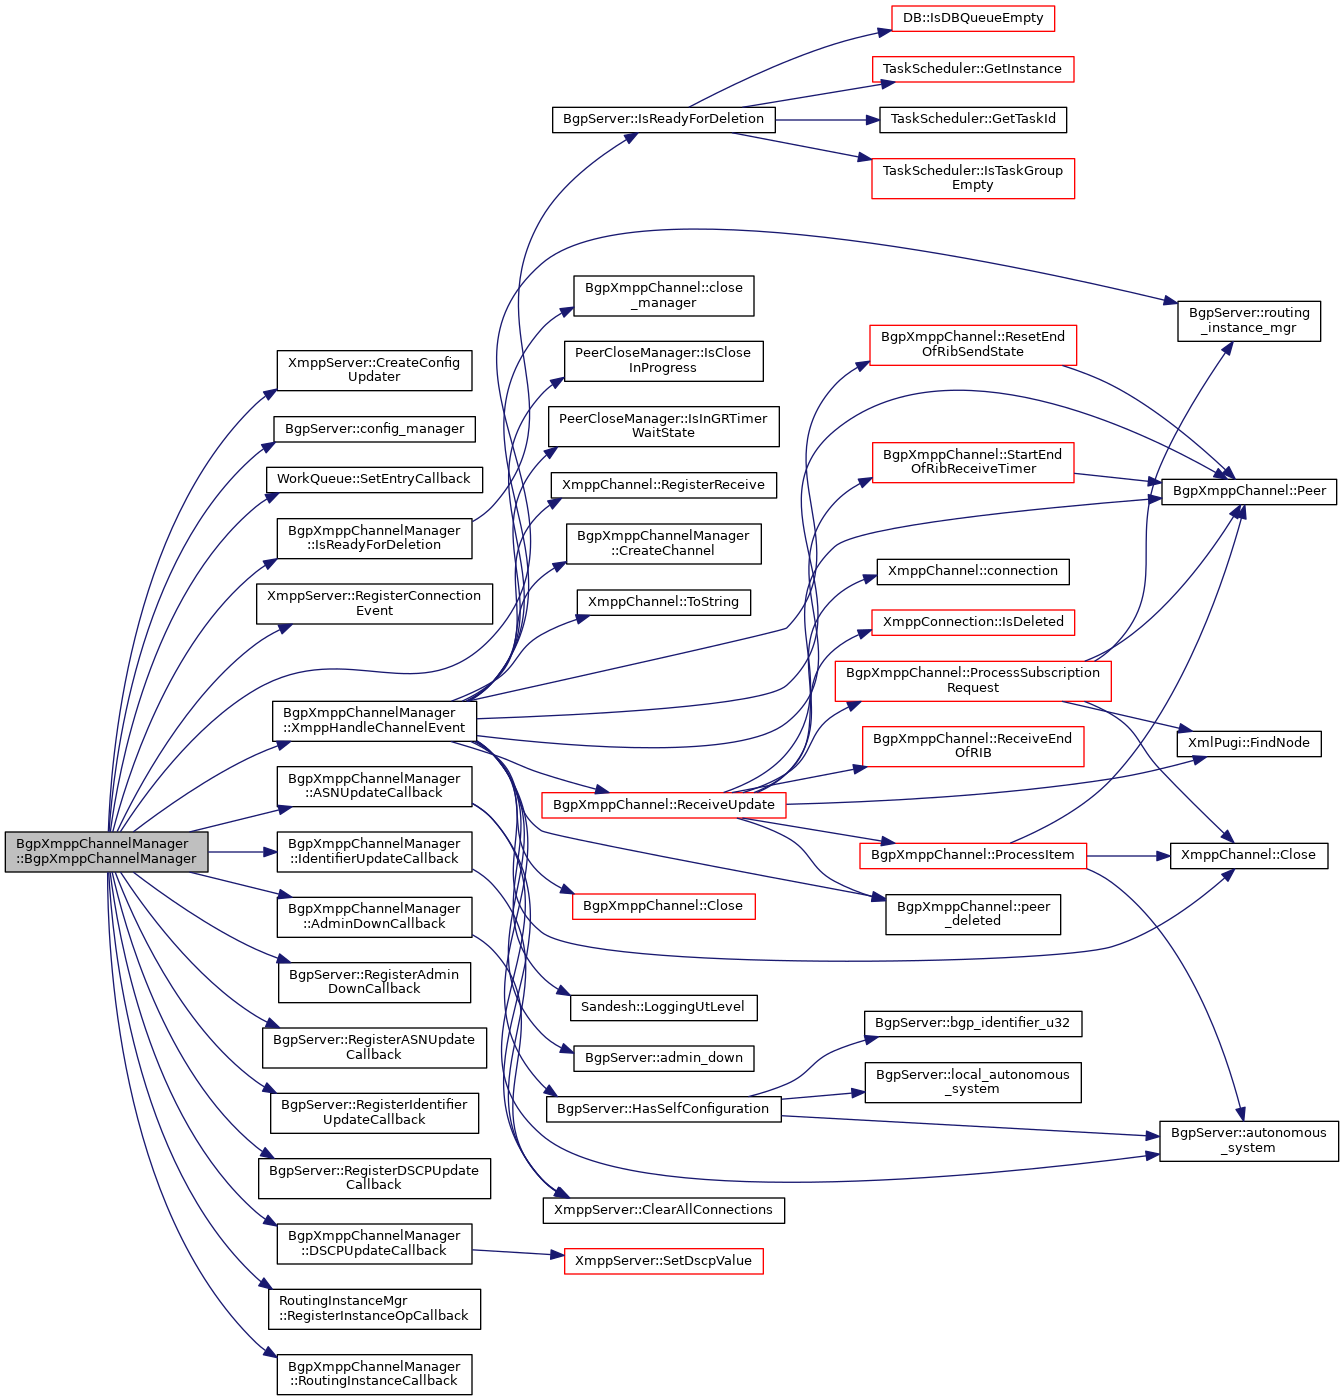 BgpXmppChannelManager
::BgpXmppChannelManager
XmppServer::CreateConfig
Updater
BgpServer::config_manager
WorkQueue::SetEntryCallback
BgpXmppChannelManager
::IsReadyForDeletion
XmppServer::RegisterConnection
Event
BgpXmppChannelManager
::XmppHandleChannelEvent
BgpXmppChannelManager
::ASNUpdateCallback
BgpXmppChannelManager
::IdentifierUpdateCallback
BgpXmppChannelManager
::AdminDownCallback
BgpServer::RegisterAdmin
DownCallback
BgpServer::RegisterASNUpdate
Callback
BgpServer::RegisterIdentifier
UpdateCallback
BgpServer::RegisterDSCPUpdate
Callback
BgpXmppChannelManager
::DSCPUpdateCallback
RoutingInstanceMgr
::RegisterInstanceOpCallback
BgpXmppChannelManager
::RoutingInstanceCallback
BgpServer::IsReadyForDeletion
BgpXmppChannel::close
_manager
PeerCloseManager::IsClose
InProgress
PeerCloseManager::IsInGRTimer
WaitState
XmppChannel::RegisterReceive
BgpXmppChannelManager
::CreateChannel
XmppChannel::ToString
BgpXmppChannel::ReceiveUpdate
BgpXmppChannel::Close
Sandesh::LoggingUtLevel
BgpServer::admin_down
BgpServer::HasSelfConfiguration
XmppServer::ClearAllConnections
XmppServer::SetDscpValue
DB::IsDBQueueEmpty
TaskScheduler::GetInstance
TaskScheduler::GetTaskId
TaskScheduler::IsTaskGroup
Empty
BgpXmppChannel::ResetEnd
OfRibSendState
BgpXmppChannel::StartEnd
OfRibReceiveTimer
XmppChannel::connection
XmppConnection::IsDeleted
BgpXmppChannel::ProcessSubscription
Request
BgpXmppChannel::ReceiveEnd
OfRIB
BgpXmppChannel::ProcessItem
BgpXmppChannel::peer
_deleted
BgpServer::bgp_identifier_u32
BgpServer::local_autonomous
_system
BgpServer::routing
_instance_mgr
BgpXmppChannel::Peer
XmlPugi::FindNode
XmppChannel::Close
BgpServer::autonomous
_system